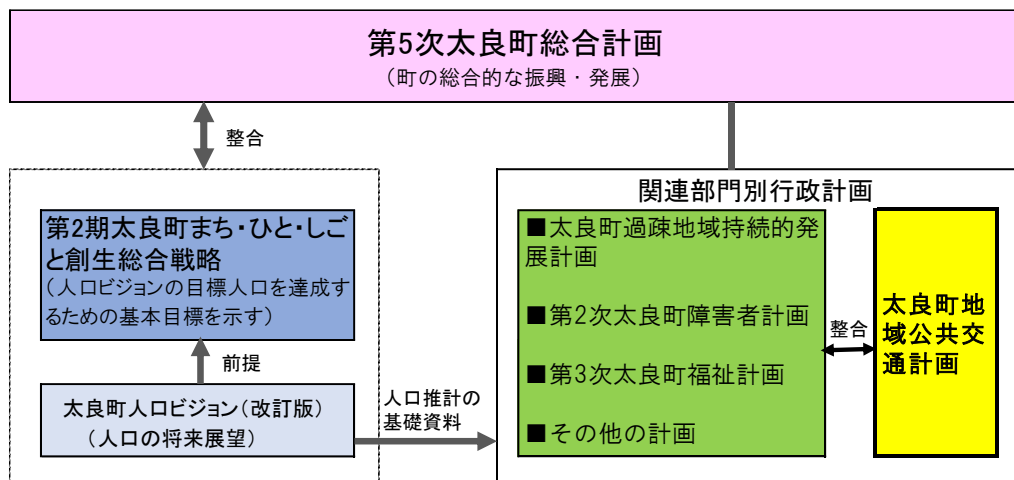 第5次太良町総合計画
（町の総合的な振興・発展）
整合
第2期太良町まち・ひと・しご
と創生総合戦略
（人口ビジョンの目標人口を達成す
るための基本目標を示す）
前提
太良町人口ビジョン（改訂版）
（人口の将来展望）
人口推計の
基礎資料
関連部門別行政計画
■太良町過疎地域持続的発
展計画
■第2次太良町障害者計画
■第3次太良町福祉計画
■その他の計画
整合
太良町地
域公共交
通計画